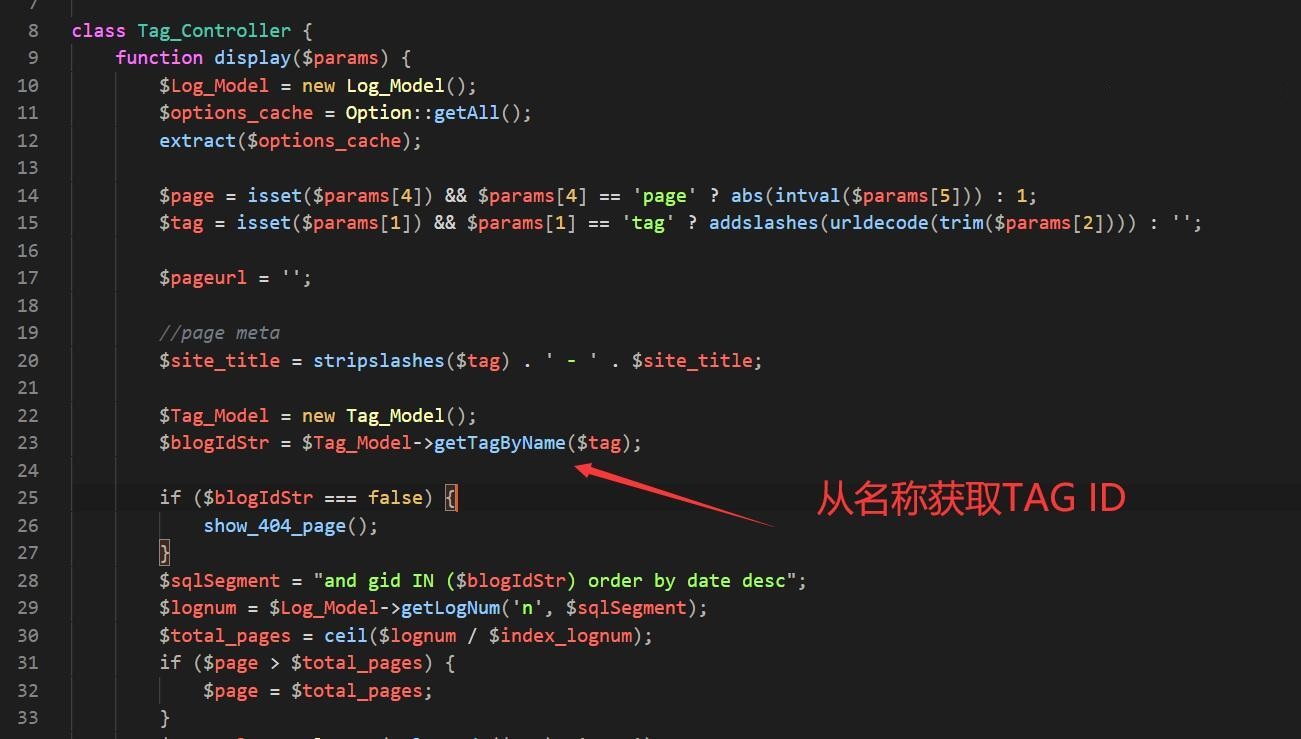 7
8 class Tag_Controller {
9 function display($params) {
10 $Log_Model = new Log_Model();
11 $options_cache = Option::getAll();
12 extract($options_cache);
13
14 $page = isset($params[4]) && $params[4] == 'page' ? abs(intval($params[5])) : 1;
15 $tag = isset($params[1]) && $params[1] == 'tag' ? addslashes(urldecode(trim($params[2]))) : '';
16
17 $pageurl = '';
18
19 //page meta
20 $site_title = stripslashes($tag) . ' - ' . $site_title;
21
22 $Tag_Model = new Tag_Model();
23 $blogIdStr = $Tag_Model->getTagByName($tag);
24
25 if ($blogIdStr === false) {
从名称获取TAG ID
26 show_404_page();
27 }
28 $sqlSegment = "and gid IN ($blogIdStr) order by date desc";
29 $lognum = $Log_Model->getLogNum('n', $sqlSegment);
30 $total_pages = ceil($lognum / $index_lognum);
31 if ($page > $total_pages) {
32 $page = $total_pages;
33 }